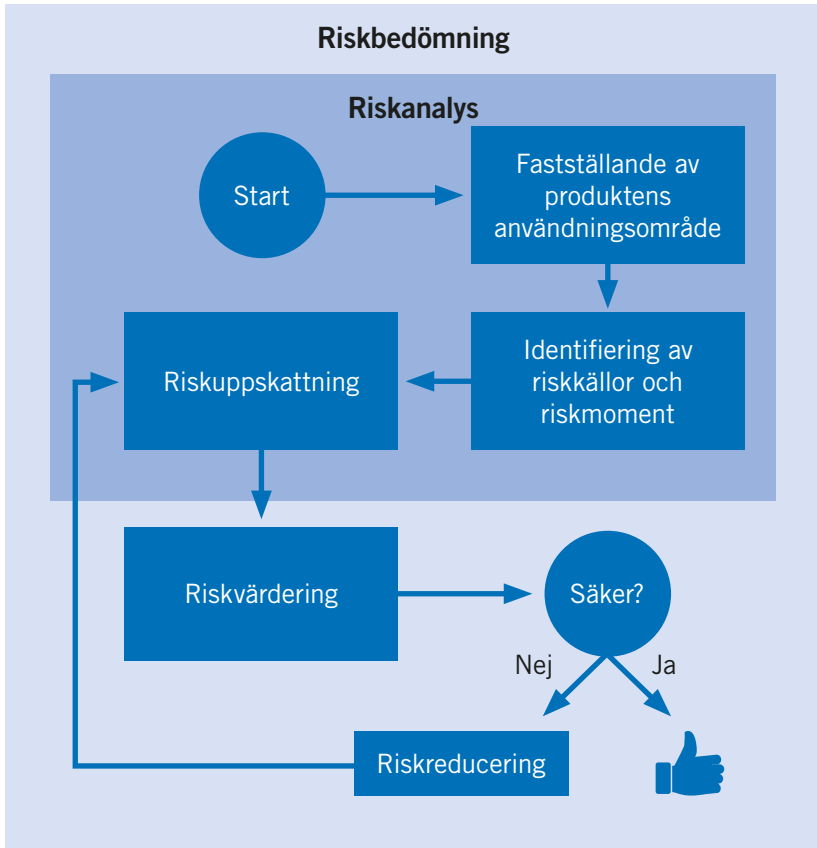 Riskbedömning
Riskanalys
Start
Fastställande av
produktens
användningsområde
Identifiering av
riskkällor och
riskmoment
Riskuppskattning
Riskvärdering
Säker?
Nej
Ja
Riskreducering